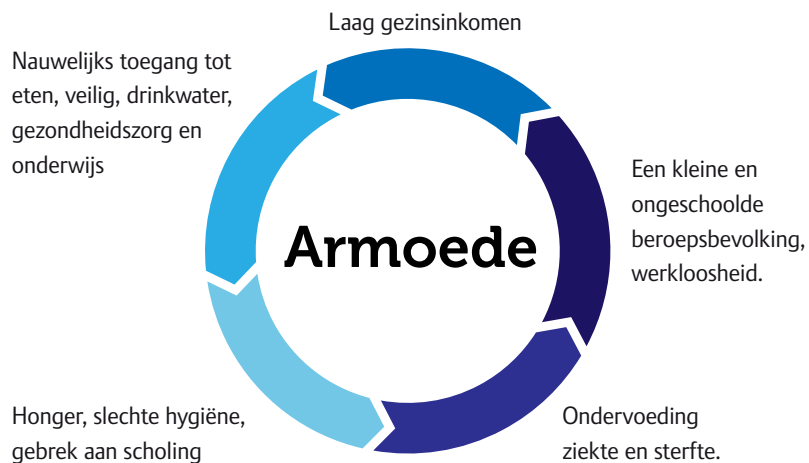 Laag gezinsinkomen
Nauwelijks toegang tot
eten, veilig, drinkwater,
gezondheidszorg en
onderwijs
Een kleine en
ongeschoolde
beroepsbevolking,
werkloosheid.
Armoede
Honger, slechte hygiëne,
gebrek aan scholing
Ondervoeding
ziekte en sterfte.